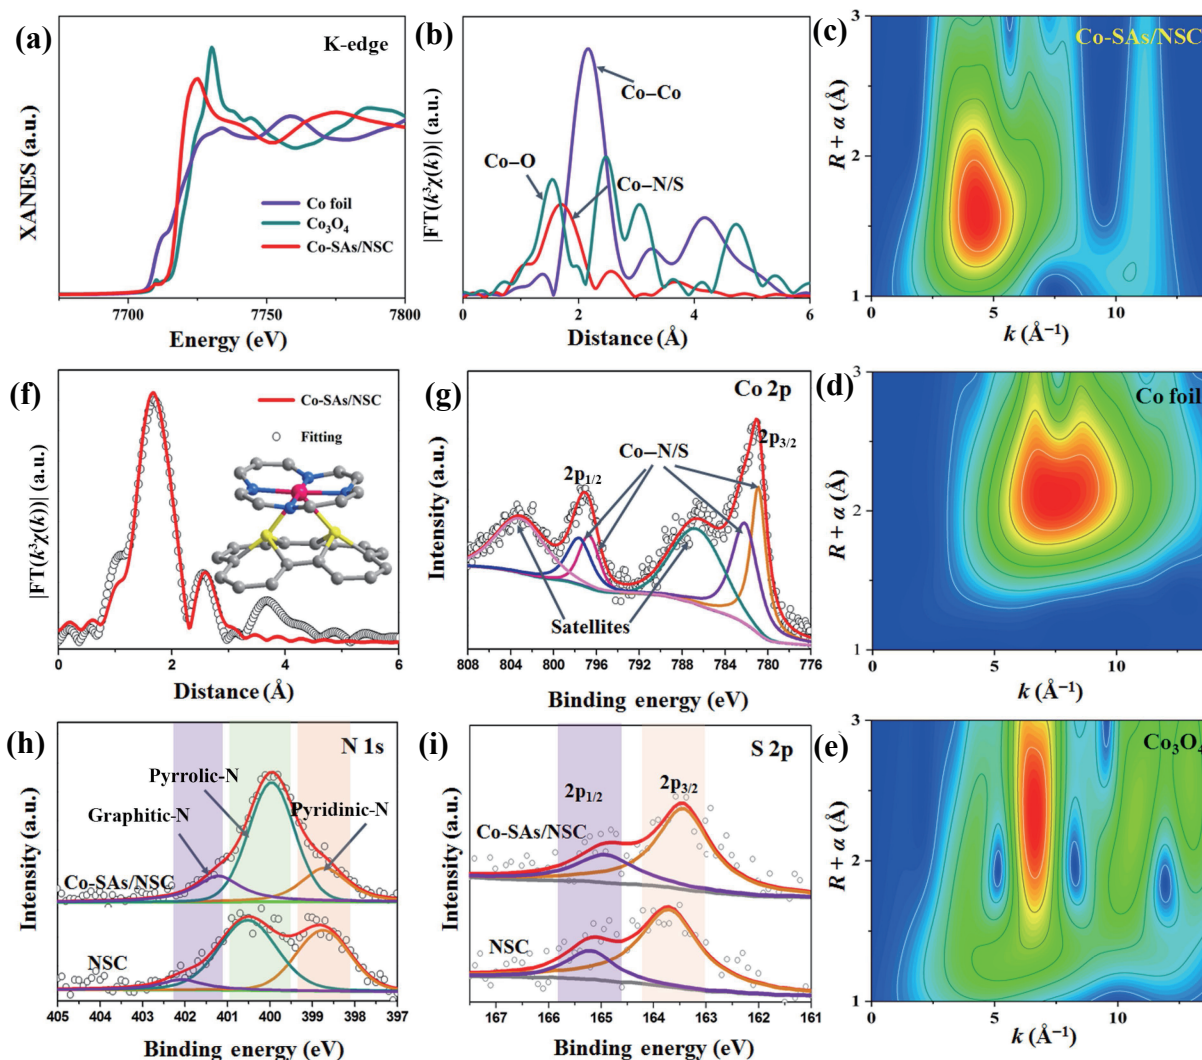 (a)
K-edge
XANES (a.u.)
Co foil
Co₃O₄
Co-SAs/NSC
7700
7750
7800
Energy (eV)
(b)
|FT(k³χ(k))| (a.u.)
Co–Co
Co–O
Co–N/S
0
2
4
6
Distance (Å)
(c)
Co-SAs/NSC
R + α (Å)
3
2
1
0
5
10
k (Å⁻¹)
(f)
|FT(k³χ(k))| (a.u.)
Co-SAs/NSC
Fitting
0
2
4
6
Distance (Å)
(g)
Co 2p
Intensity (a.u.)
2p₃/₂
Co–N/S
2p₁/₂
Satellites
808 804 800 796 792 788 784 780 776
Binding energy (eV)
(d)
Co foil
R + α (Å)
3
2
1
0
5
10
k (Å⁻¹)
(h)
N 1s
Intensity (a.u.)
Pyrrolic-N
Graphitic-N
Pyridinic-N
Co-SAs/NSC
NSC
405 404 403 402 401 400 399 398 397
Binding energy (eV)
(i)
S 2p
Intensity (a.u.)
2p₁/₂
2p₃/₂
Co-SAs/NSC
NSC
167 166 165 164 163 162 161
Binding energy (eV)
(e)
Co₃O₄
R + α (Å)
3
2
1
0
5
10
k (Å⁻¹)